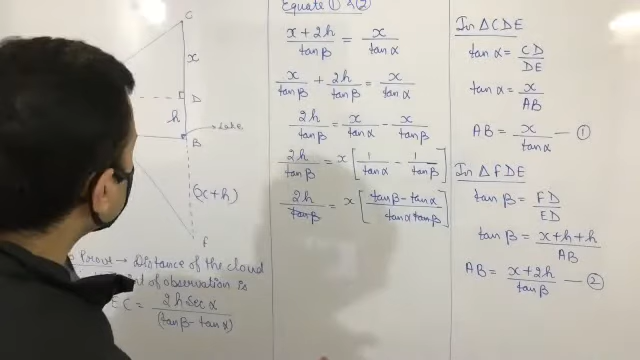 C
x
D
h
B → Lake
(x+h)
F
Prove → Distance of the cloud
of observation is
EC = 2h sec α / (tan β - tan α)
Equate ① & ②
x+2h / tan β = x / tan α
x / tan β + 2h / tan β = x / tan α
2h / tan β = x / tan α - x / tan β
2h / tan β = x [ 1 / tan α - 1 / tan β ]
2h / tan β = x [ tan β - tan α / tan α tan β ]
In △CDE
tan α = CD / DE
tan α = x / AB
AB = x / tan α — ①
In △FDE
tan β = FD / ED
tan β = x+h+h / AB
AB = x+2h / tan β — ②